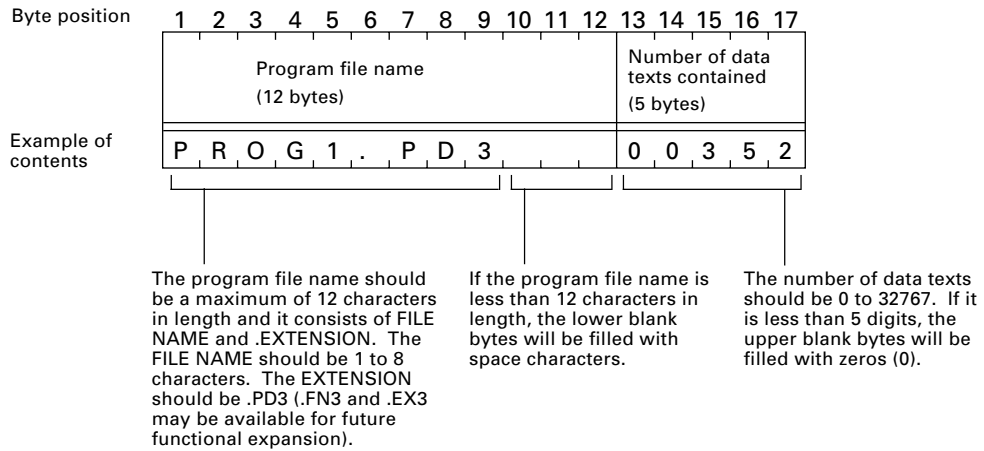 Byte position 1 2 3 4 5 6 7 8 9 10 11 12 13 14 15 16 17
Program file name
(12 bytes)
Number of data
texts contained
(5 bytes)
Example of
contents
P R O G 1 . P D 3 0 0 3 5 2
The program file name should
be a maximum of 12 characters
in length and it consists of FILE
NAME and .EXTENSION. The
FILE NAME should be 1 to 8
characters. The EXTENSION
should be .PD3 (.FN3 and .EX3
may be available for future
functional expansion).
If the program file name is
less than 12 characters in
length, the lower blank
bytes will be filled with
space characters.
The number of data texts
should be 0 to 32767. If it
is less than 5 digits, the
upper blank bytes will be
filled with zeros (0).